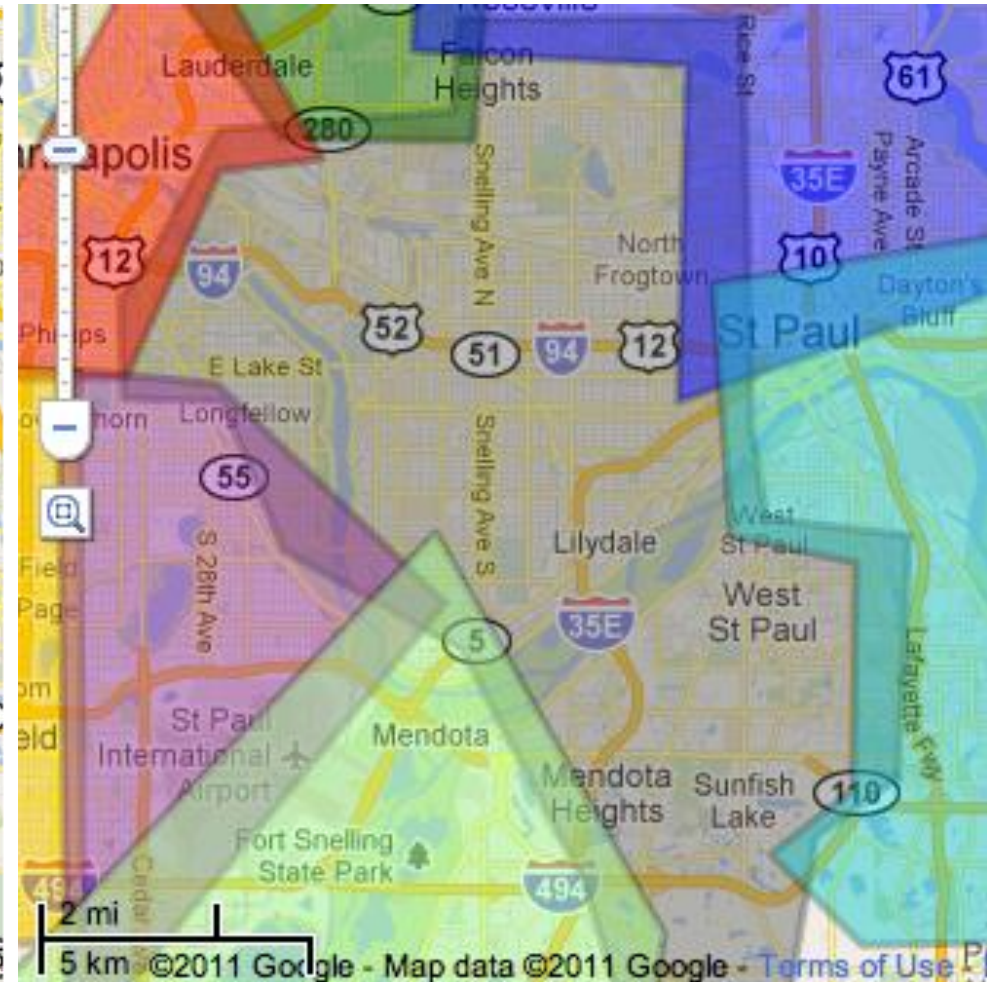 Roseville
Falcon
Heights
Lauderdale
Rice St
61
280
Snelling Ave N
35E
Payne Ave
Arcade St
12
94
North
Frogtown
10
Dayton's
Bluff
52
51
94
12
St Paul
E Lake St
Longfellow
55
Snelling Ave S
S 28th Ave
Lilydale
West
St Paul
West
St Paul
Field
Page
5
35E
Lafayette Fwy
St Paul
International
Airport
Mendota
Mendota
Heights
Sunfish
Lake
110
Fort Snelling
State Park
494
494
2 mi
5 km
©2011 Google - Map data ©2011 Google - Terms of Use